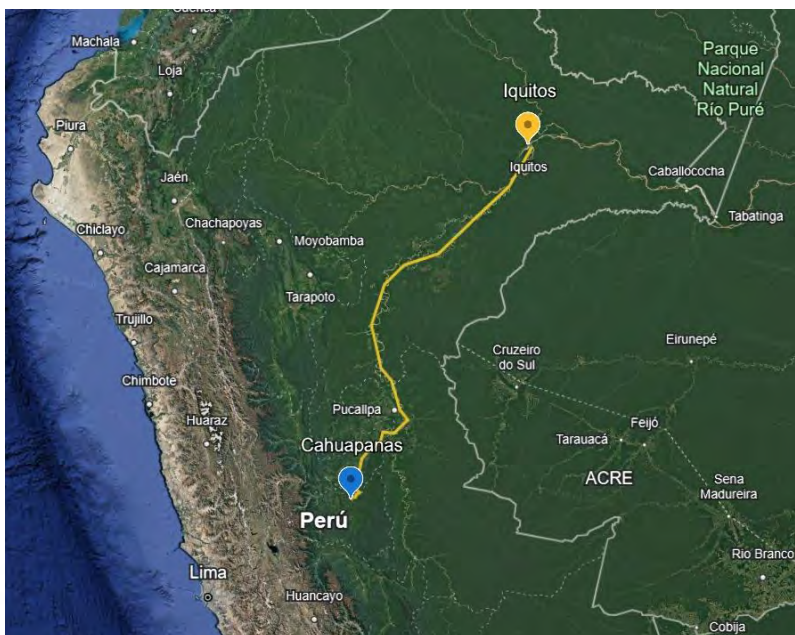 Cuenca
Machala
Loja
Parque
Nacional
Natural
Río Puré
Iquitos
Piura
Iquitos
Jaén
Caballococha
Tabatinga
Chachapoyas
Chiclayo
Moyobamba
Cajamarca
Tarapoto
Trujillo
Eirunepé
Cruzeiro
do Sul
Chimbote
Pucallpa
Huaraz
Feijó
Cahuapanas
Tarauacá
ACRE
Sena
Madureira
Perú
Rio Branco
Lima
Huancayo
Cobija